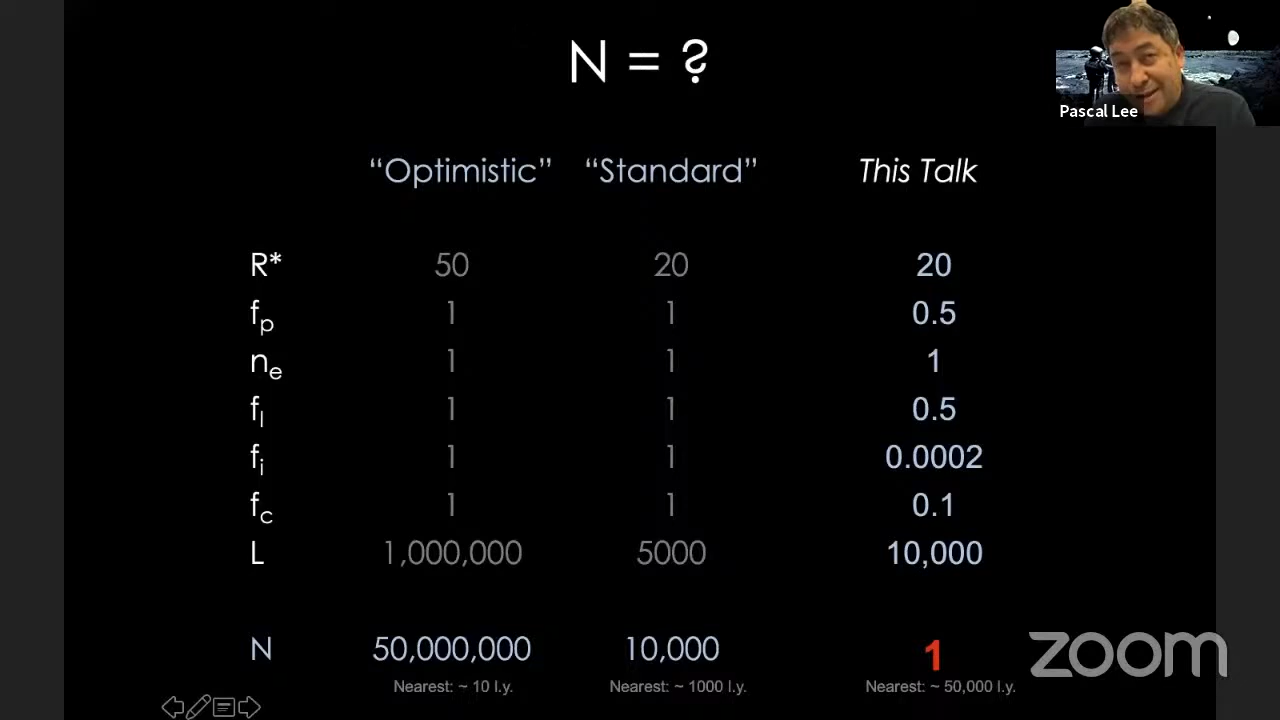 N = ?
Pascal Lee
“Optimistic” “Standard” This Talk
R* 50 20 20
fp 1 1 0.5
ne 1 1 1
fl 1 1 0.5
fi 1 1 0.0002
fc 1 1 0.1
L 1,000,000 5000 10,000
N 50,000,000 10,000 1
Nearest: ~ 10 l.y. Nearest: ~ 1000 l.y. Nearest: ~ 50,000 l.y.
zoom